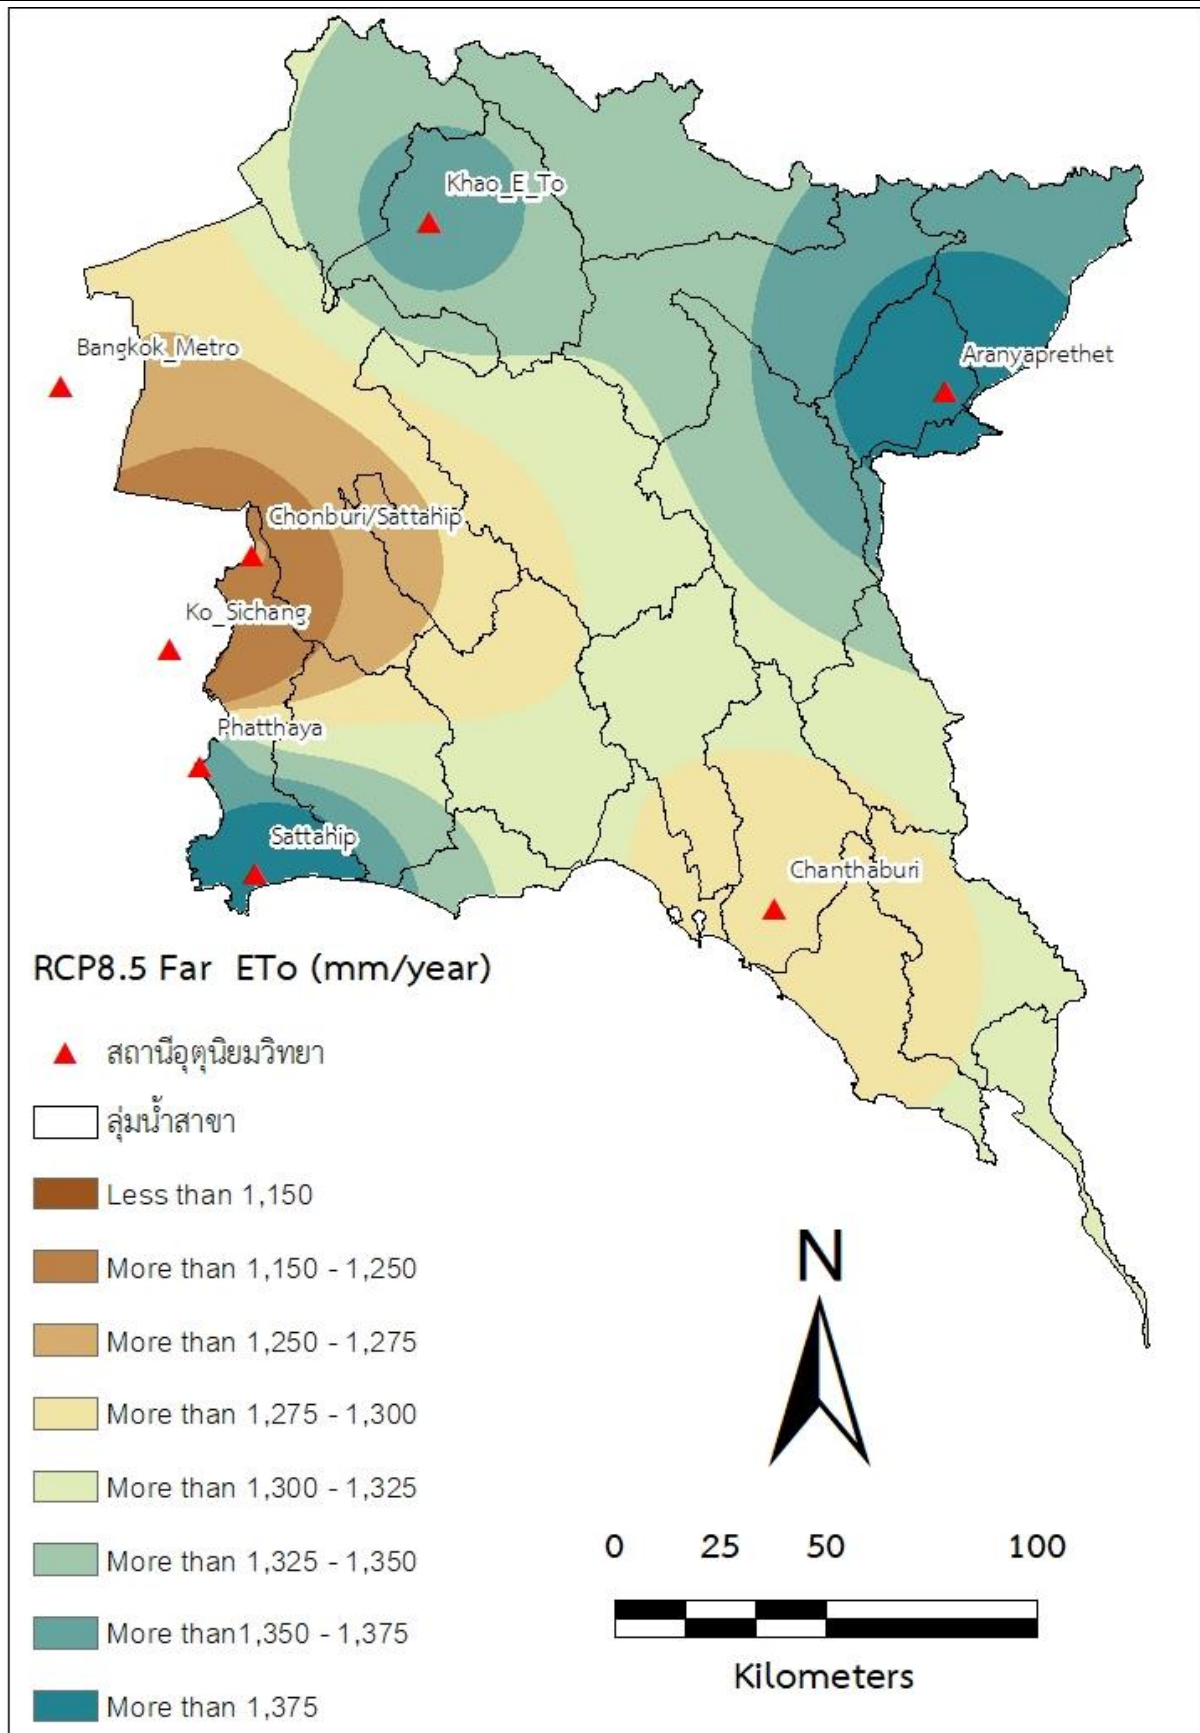 Khao_E_To
Bangkok_Metro
Aranyaprethet
Chonburi/Sattahip
Ko_Sichang
Phatthaya
Sattahip
Chanthaburi
RCP8.5 Far ETo (mm/year)
สถานีอุตุนิยมวิทยา
ลุ่มน้ำสาขา
Less than 1,150
More than 1,150 - 1,250
More than 1,250 - 1,275
More than 1,275 - 1,300
More than 1,300 - 1,325
More than 1,325 - 1,350
More than1,350 - 1,375
More than 1,375
N
0 25 50 100
Kilometers